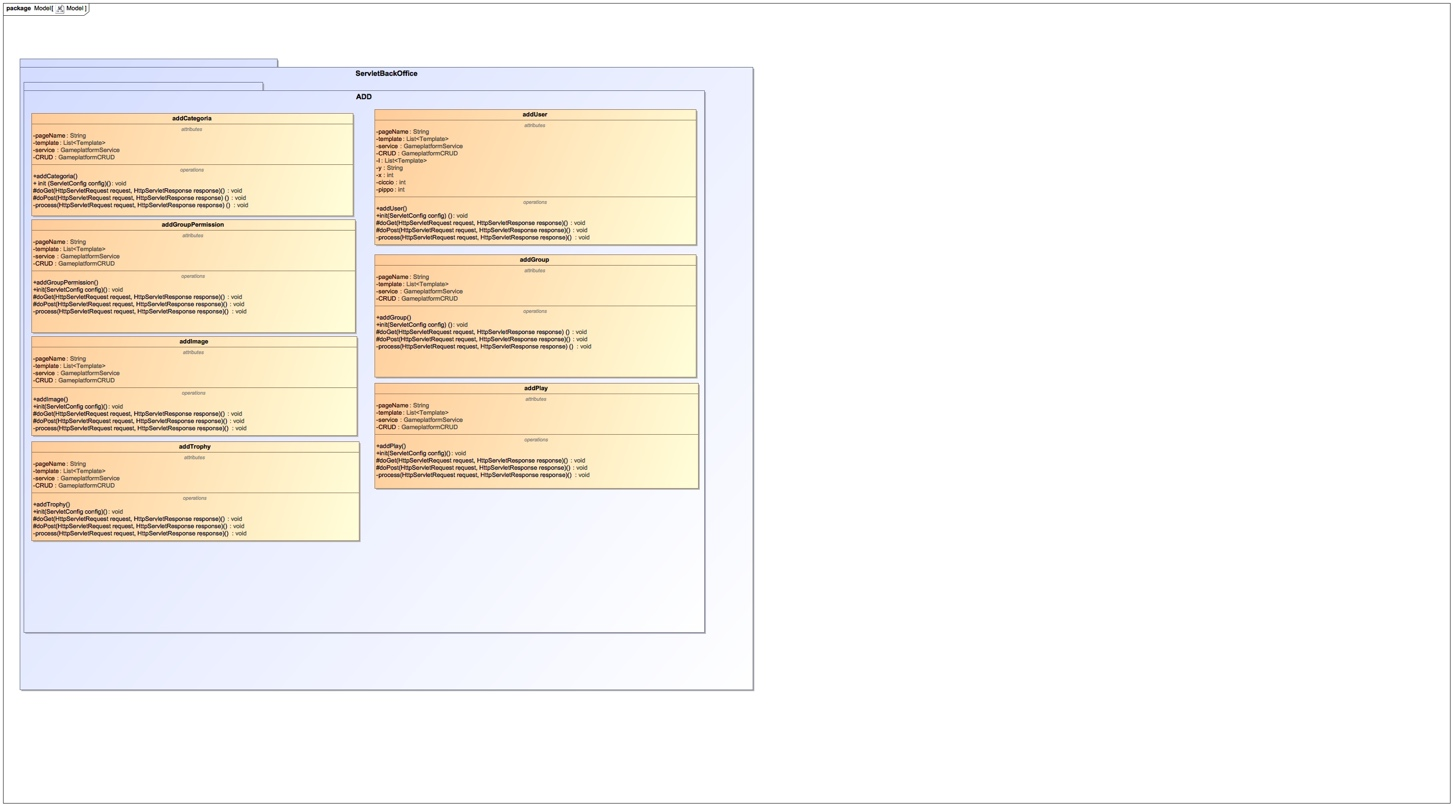 package Model[ Model ]
ServletBackOffice
ADD
addCategoria
attributes
-pageName : String
-template : List<Template>
-service : GameplatformService
-CRUD : GameplatformCRUD
operations
+addCategoria()
+ init (ServletConfig config)() : void
#doGet(HttpServletRequest request, HttpServletResponse response)() : void
#doPost(HttpServletRequest request, HttpServletResponse response) () : void
-process(HttpServletRequest request, HttpServletResponse response) () : void
addGroupPermission
attributes
-pageName : String
-template : List<Template>
-service : GameplatformService
-CRUD : GameplatformCRUD
operations
+addGroupPermission()
+init(ServletConfig config)() : void
#doGet(HttpServletRequest request, HttpServletResponse response)() : void
#doPost(HttpServletRequest request, HttpServletResponse response)() : void
-process(HttpServletRequest request, HttpServletResponse response)() : void
addImage
attributes
-pageName : String
-template : List<Template>
-service : GameplatformService
-CRUD : GameplatformCRUD
operations
+addImage()
+init(ServletConfig config)() : void
#doGet(HttpServletRequest request, HttpServletResponse response)() : void
#doPost(HttpServletRequest request, HttpServletResponse response)() : void
-process(HttpServletRequest request, HttpServletResponse response)() : void
addTrophy
attributes
-pageName : String
-template : List<Template>
-service : GameplatformService
-CRUD : GameplatformCRUD
operations
+addTrophy()
+init(ServletConfig config)() : void
#doGet(HttpServletRequest request, HttpServletResponse response)() : void
#doPost(HttpServletRequest request, HttpServletResponse response)() : void
-process(HttpServletRequest request, HttpServletResponse response)() : void
addUser
attributes
-pageName : String
-template : List<Template>
-service : GameplatformService
-CRUD : GameplatformCRUD
-l : List<Template>
-y : String
-x : int
-ciccio : int
-pippo : int
operations
+addUser()
+init(ServletConfig config) () : void
#doGet(HttpServletRequest request, HttpServletResponse response)() : void
#doPost(HttpServletRequest request, HttpServletResponse response)() : void
-process(HttpServletRequest request, HttpServletResponse response)() : void
addGroup
attributes
-pageName : String
-template : List<Template>
-service : GameplatformService
-CRUD : GameplatformCRUD
operations
+addGroup()
+init(ServletConfig config) () : void
#doGet(HttpServletRequest request, HttpServletResponse response) () : void
#doPost(HttpServletRequest request, HttpServletResponse response)() : void
-process(HttpServletRequest request, HttpServletResponse response) () : void
addPlay
attributes
-pageName : String
-template : List<Template>
-service : GameplatformService
-CRUD : GameplatformCRUD
operations
+addPlay()
+init(ServletConfig config)() : void
#doGet(HttpServletRequest request, HttpServletResponse response)() : void
#doPost(HttpServletRequest request, HttpServletResponse response)() : void
-process(HttpServletRequest request, HttpServletResponse response)() : void